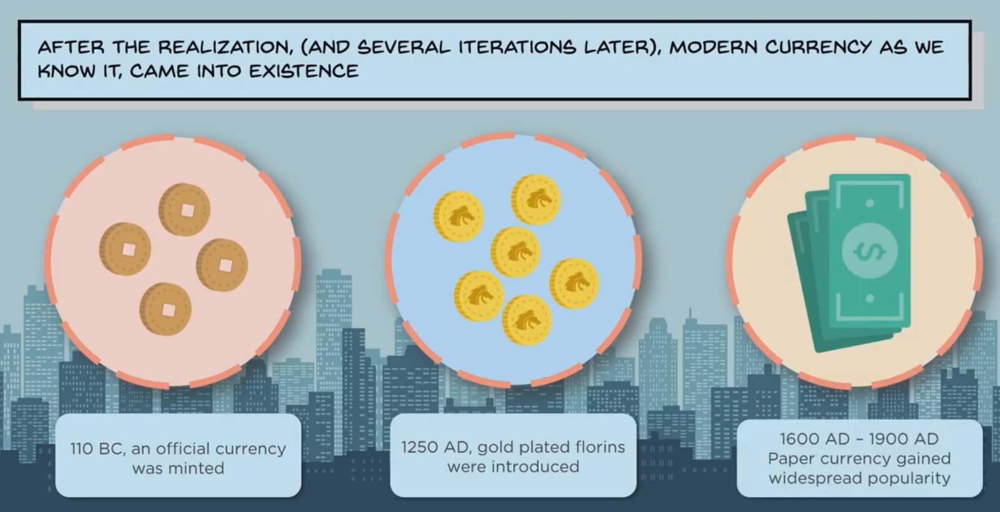 AFTER THE REALIZATION, (AND SEVERAL ITERATIONS LATER), MODERN CURRENCY AS WE
KNOW IT, CAME INTO EXISTENCE
110 BC, an official currency
was minted
1250 AD, gold plated florins
were introduced
1600 AD – 1900 AD
Paper currency gained
widespread popularity